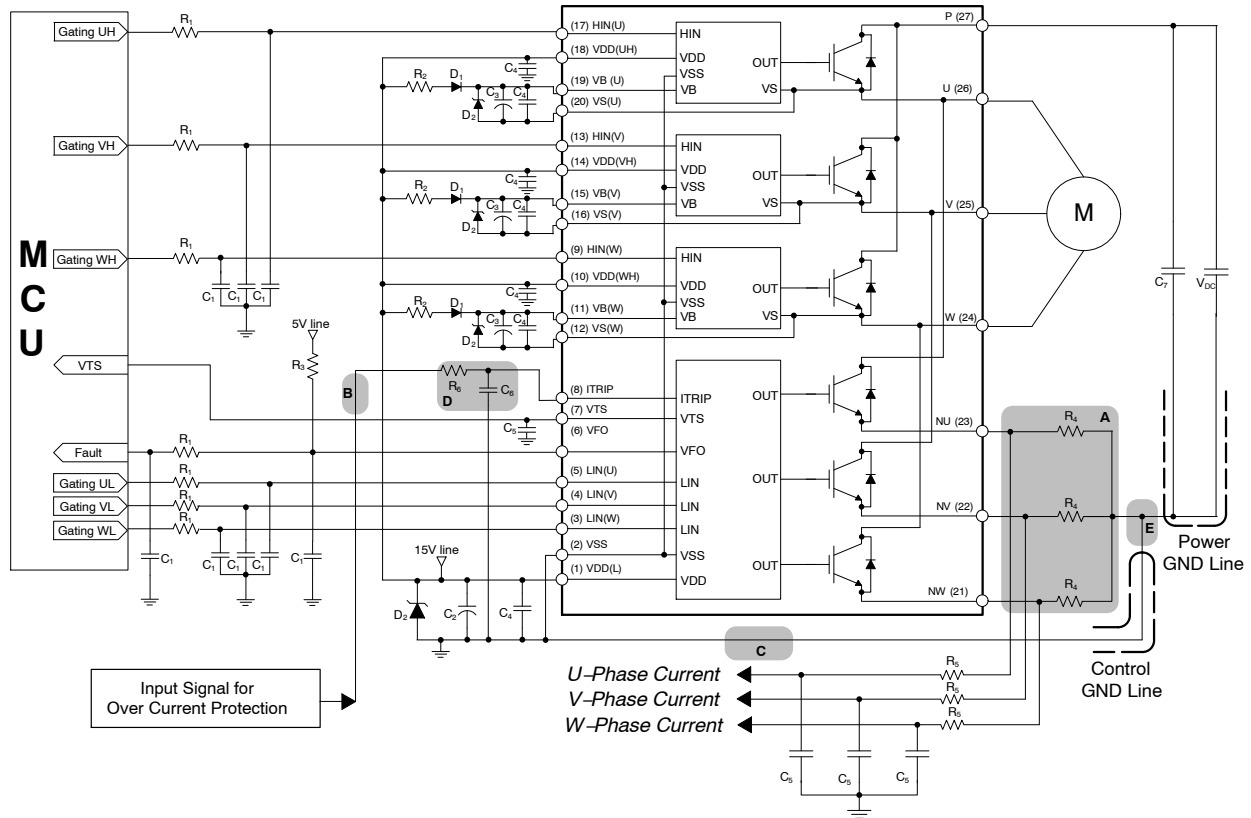 MCU
Gating UH
R1
Gating VH
R1
Gating WH
R1
C1 C1 C1
VTS
Fault
R1
Gating UL
R1
Gating VL
R1
Gating WL
C1
C1 C1 C1
C1
5V line
R3
15V line
D2 C2 C4
R2 D1
C4
C3 C4
D2
R2 D1
C4
C3 C4
D2
R2 D1
C4
C3 C4
D2
B
R6
D
C6
C5
(17) HIN(U)
(18) VDD(UH)
(19) VB (U)
(20) VS(U)
(13) HIN(V)
(14) VDD(VH)
(15) VB(V)
(16) VS(V)
(9) HIN(W)
(10) VDD(WH)
(11) VB(W)
(12) VS(W)
(8) ITRIP
(7) VTS
(6) VFO
(5) LIN(U)
(4) LIN(V)
(3) LIN(W)
(2) VSS
(1) VDD(L)
HIN
VDD
VSS
VB
OUT
VS
HIN
VDD
VSS
VB
OUT
VS
HIN
VDD
VSS
VB
OUT
VS
ITRIP
VTS
VFO
LIN
LIN
LIN
VSS
VDD
OUT
OUT
OUT
P (27)
U (26)
V (25)
W (24)
NU (23)
NV (22)
NW (21)
M
C7
VDC
A
R4
R4
R4
E
Power
GND Line
Control
GND Line
C
U–Phase Current
R5
V–Phase Current
R5
W–Phase Current
R5
C5 C5 C5
Input Signal for
Over Current Protection